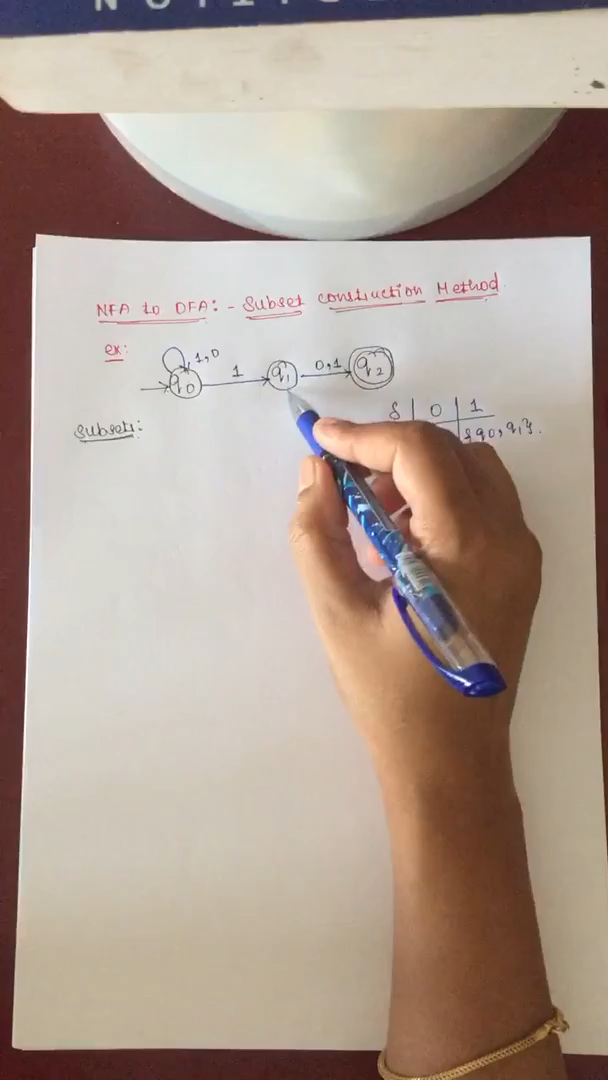 NFA to DFA: - Subset construction Method
ex:
1,0
1
0,1
q0
q1
q2
Subsets:
δ 0 1
{q0, q1}.